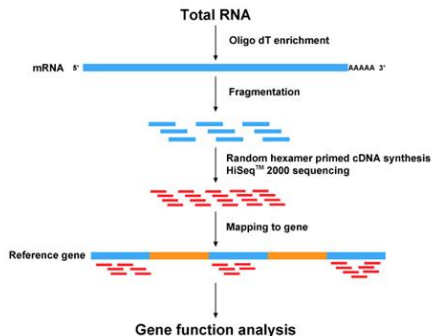 Total RNA
Oligo dT enrichment
mRNA 5' AAAAA 3'
Fragmentation
Random hexamer primed cDNA synthesis
HiSeq™ 2000 sequencing
Mapping to gene
Reference gene
Gene function analysis